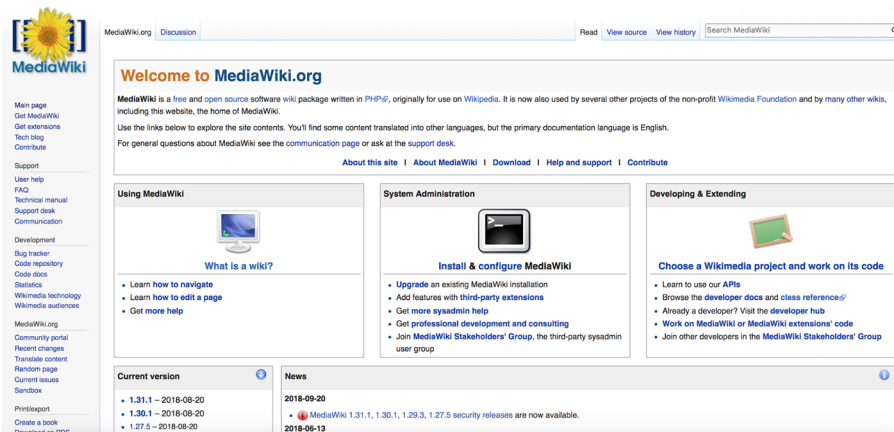 MediaWiki
MediaWiki.org Discussion
Read View source View history
Search MediaWiki
Main page
Get MediaWiki
Get extensions
Tech blog
Contribute
Support
User help
FAQ
Technical manual
Support desk
Communication
Development
Bug tracker
Code repository
Code docs
Statistics
Wikimedia technology
Wikimedia audiences
MediaWiki.org
Community portal
Recent changes
Translate content
Random page
Current issues
Sandbox
Print/export
Create a book
Download as PDF
Welcome to MediaWiki.org
MediaWiki is a free and open source software wiki package written in PHP, originally for use on Wikipedia. It is now also used by several other projects of the non-profit Wikimedia Foundation and by many other wikis,
including this website, the home of MediaWiki.
Use the links below to explore the site contents. You'll find some content translated into other languages, but the primary documentation language is English.
For general questions about MediaWiki see the communication page or ask at the support desk.
About this site | About MediaWiki | Download | Help and support | Contribute
Using MediaWiki
What is a wiki?
• Learn how to navigate
• Learn how to edit a page
• Get more help
System Administration
>_
Install & configure MediaWiki
• Upgrade an existing MediaWiki installation
• Add features with third-party extensions
• Get more sysadmin help
• Get professional development and consulting
• Join MediaWiki Stakeholders' Group, the third-party sysadmin
user group
Developing & Extending
Choose a Wikimedia project and work on its code
• Learn to use our APIs
• Browse the developer docs and class reference
• Already a developer? Visit the developer hub
• Work on MediaWiki or MediaWiki extensions' code
• Join other developers in the MediaWiki Stakeholders' Group
Current version
• 1.31.1 – 2018-08-20
• 1.30.1 – 2018-08-20
• 1.27.5 – 2018-08-20
News
2018-09-20
• MediaWiki 1.31.1, 1.30.1, 1.29.3, 1.27.5 security releases are now available.
2018-06-13